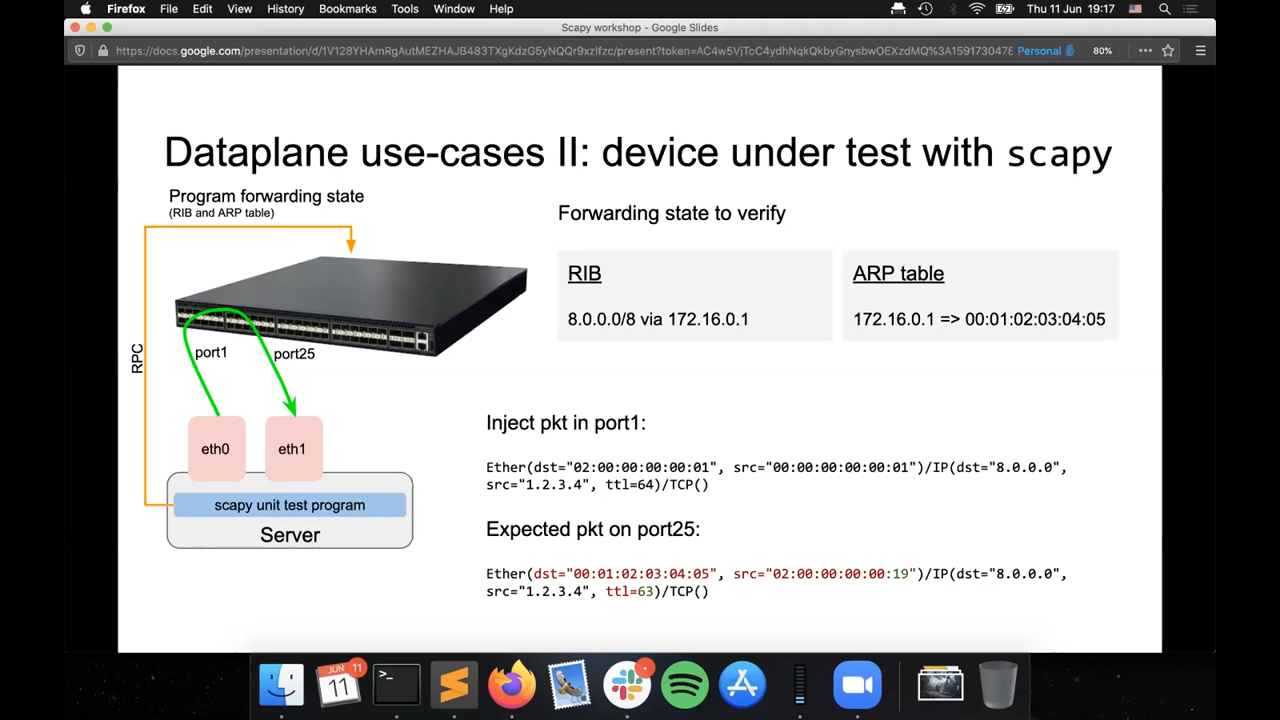 Firefox File Edit View History Bookmarks Tools Window Help Thu 11 Jun 19:17
Scapy workshop - Google Slides
Personal 80%
Dataplane use-cases II: device under test with scapy
Program forwarding state
(RIB and ARP table)
Forwarding state to verify
RIB
8.0.0.0/8 via 172.16.0.1
ARP table
172.16.0.1 => 00:01:02:03:04:05
RPC
port1
port25
eth0
eth1
scapy unit test program
Server
Inject pkt in port1:
Ether(dst="02:00:00:00:00:01", src="00:00:00:00:00:01")/IP(dst="8.0.0.0",
src="1.2.3.4", ttl=64)/TCP()
Expected pkt on port25:
Ether(dst="00:01:02:03:04:05", src="02:00:00:00:00:19")/IP(dst="8.0.0.0",
src="1.2.3.4", ttl=63)/TCP()
JUN 11
11
>_